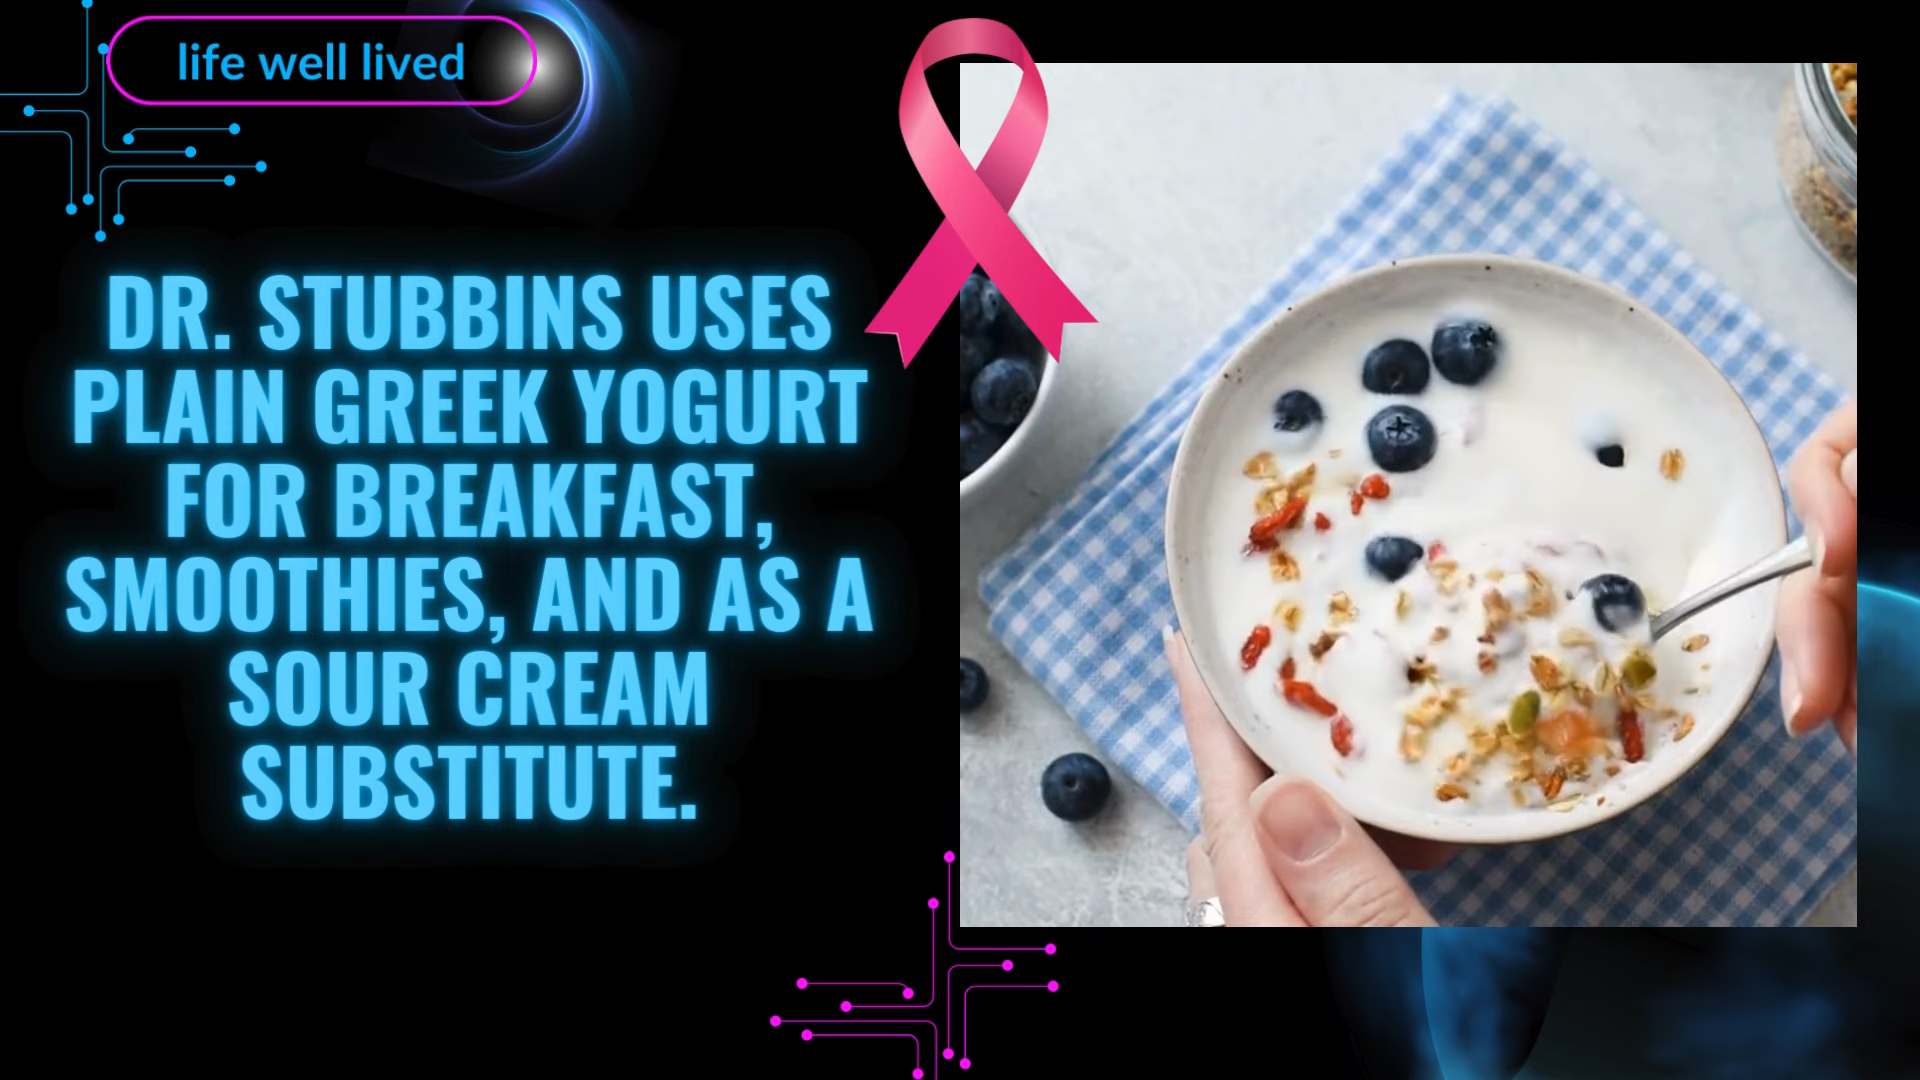 life well lived
DR. STUBBINS USES
PLAIN GREEK YOGURT
FOR BREAKFAST,
SMOOTHIES, AND AS A
SOUR CREAM
SUBSTITUTE.